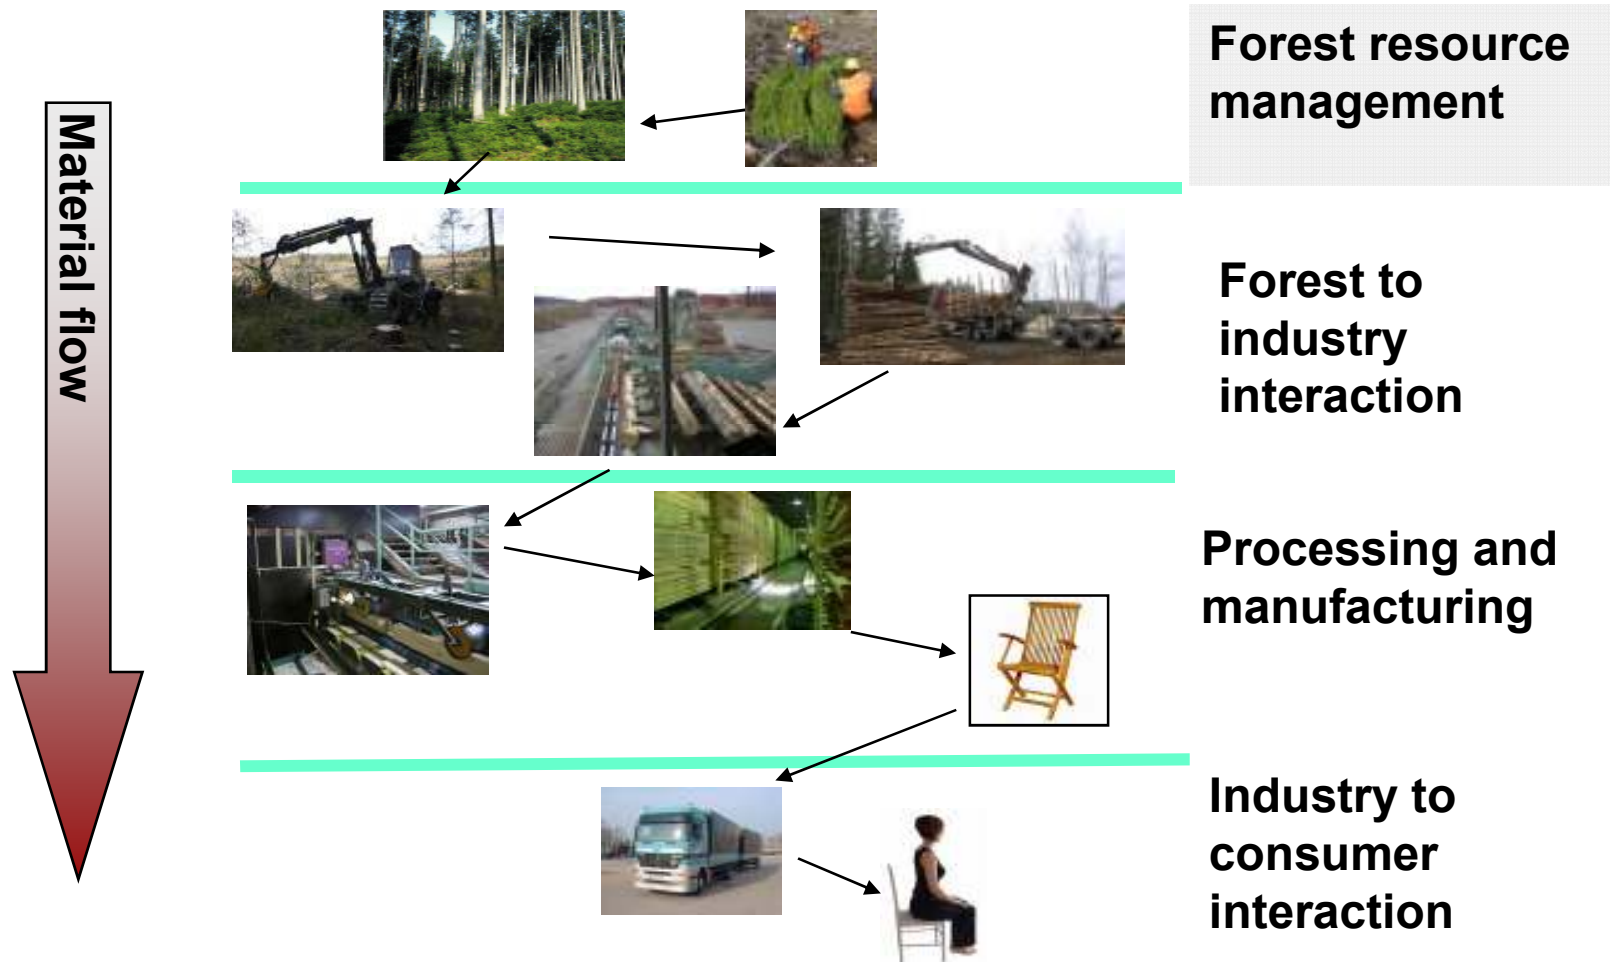 Material flow
Forest resource
management
Forest to
industry
interaction
Processing and
manufacturing
Industry to
consumer
interaction